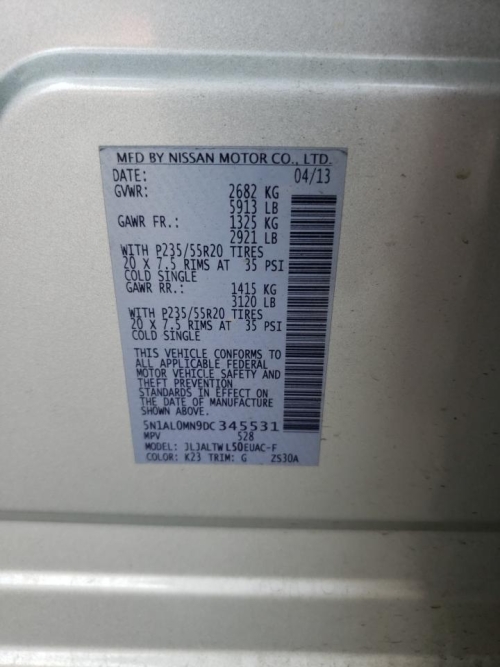 MFD BY NISSAN MOTOR CO., LTD.
DATE: 04/13
GVWR: 2682 KG
5913 LB
GAWR FR.: 1325 KG
2921 LB
WITH P235/55R20 TIRES
20 X 7.5 RIMS AT 35 PSI
COLD SINGLE
GAWR RR.: 1415 KG
3120 LB
WITH P235/55R20 TIRES
20 X 7.5 RIMS AT 35 PSI
COLD SINGLE
THIS VEHICLE CONFORMS TO
ALL APPLICABLE FEDERAL
MOTOR VEHICLE SAFETY AND
THEFT PREVENTION
STANDARDS IN EFFECT ON
THE DATE OF MANUFACTURE
SHOWN ABOVE.
5N1AL0MN9DC345531
MPV 528
MODEL: JLJALTWL50EUAC-F
COLOR: K23 TRIM: G ZS30A